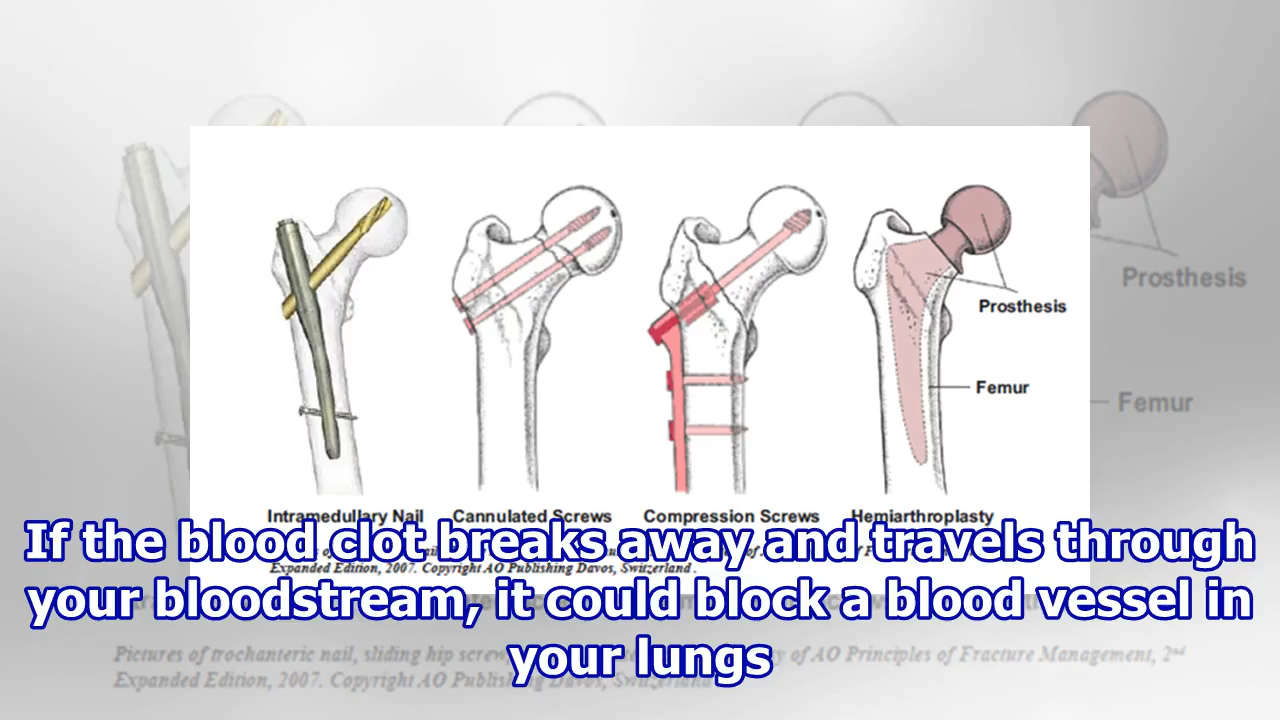 Prosthesis
Femur
Intramedullary Nail Cannulated Screws Compression Screws Hemiarthroplasty
Expanded Edition, 2007. Copyright AO Publishing Davos, Switzerland.
Prosthesis
Femur
If the blood clot breaks away and travels through
your bloodstream, it could block a blood vessel in
your lungs
Pictures of trochanteric nail, sliding hip screw, of AO Principles of Fracture Management, 2nd
Expanded Edition, 2007. Copyright AO Publishing Davos, Switzerland